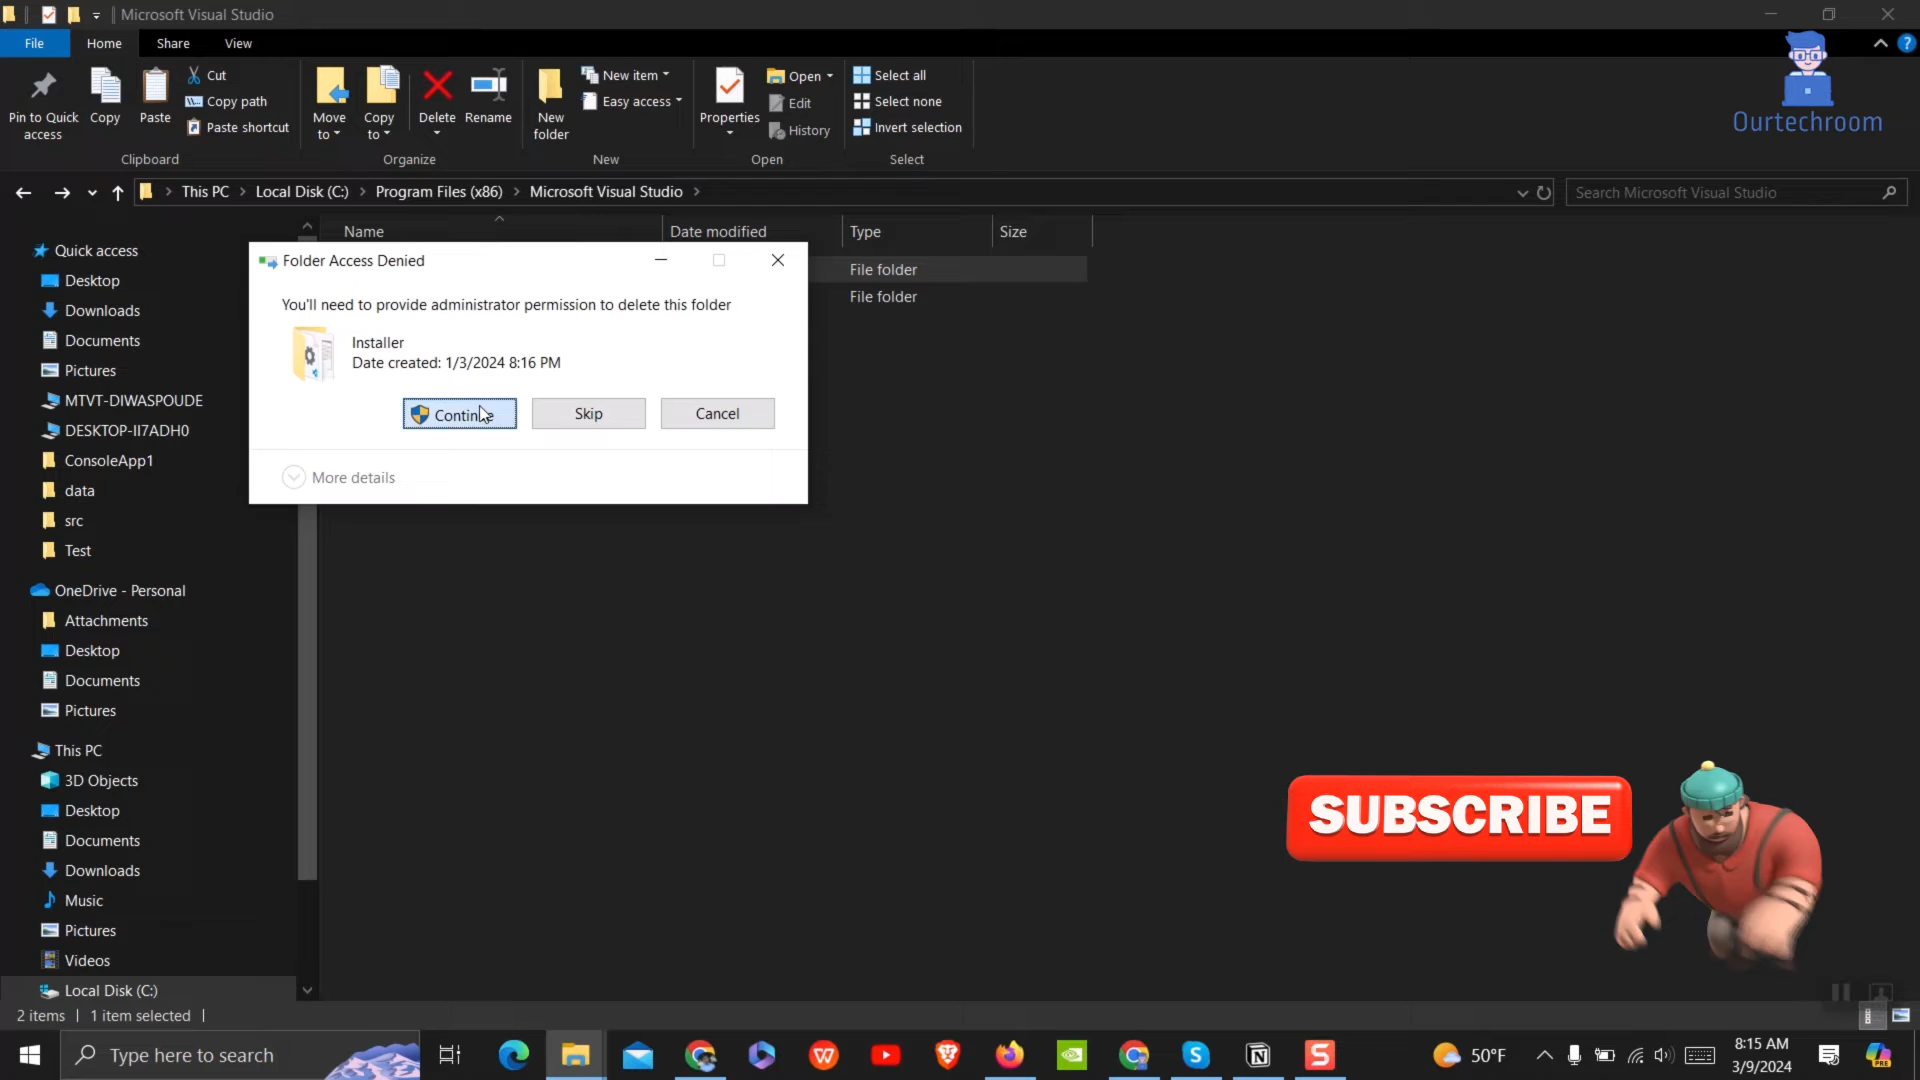 Microsoft Visual Studio
File
Home
Share
View
Pin to Quick
access
Copy
Paste
Cut
Copy path
Paste shortcut
Clipboard
Move
to
Copy
to
Delete
Rename
Organize
New
folder
New item
Easy access
New
Properties
Open
Edit
History
Open
Select all
Select none
Invert selection
Select
Ourtechroom
This PC
Local Disk (C:)
Program Files (x86)
Microsoft Visual Studio
Search Microsoft Visual Studio
Name
Date modified
Type
Size
File folder
File folder
Folder Access Denied
You'll need to provide administrator permission to delete this folder
Installer
Date created: 1/3/2024 8:16 PM
Continue
Skip
Cancel
More details
Quick access
Desktop
Downloads
Documents
Pictures
MTVT-DIWASPOUDE
DESKTOP-II7ADH0
ConsoleApp1
data
src
Test
OneDrive - Personal
Attachments
Desktop
Documents
Pictures
This PC
3D Objects
Desktop
Documents
Downloads
Music
Pictures
Videos
Local Disk (C:)
SUBSCRIBE
2 items
1 item selected
Type here to search
50°F
8:15 AM
3/9/2024